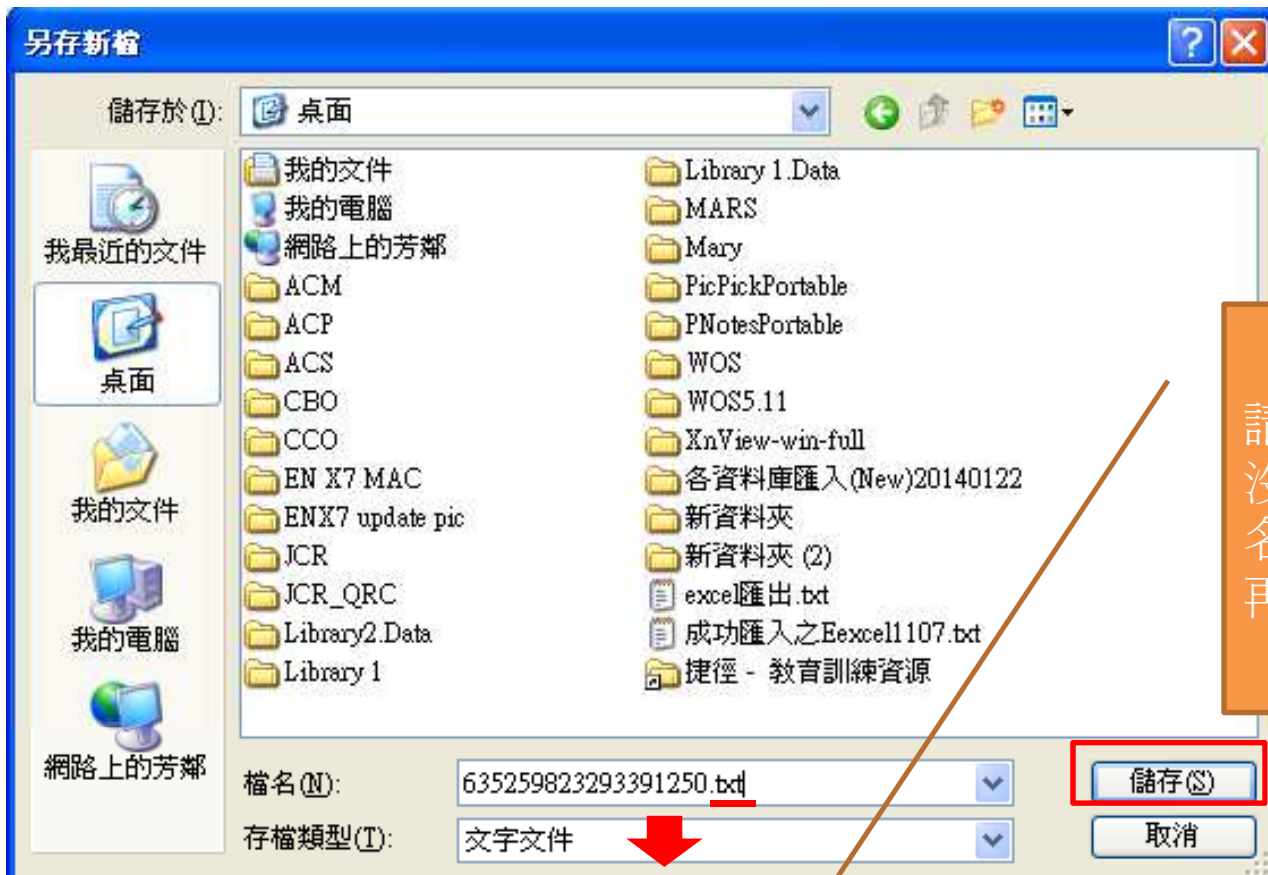 另存新檔
儲存於(I):
桌面
我最近的文件
桌面
我的文件
我的電腦
網路上的芳鄰
我的文件
我的電腦
網路上的芳鄰
ACM
ACP
ACS
CBO
CCO
EN X7 MAC
ENX7 update pic
JCR
JCR_QRC
Library2.Data
Library 1
Library 1.Data
MARS
Mary
PicPickPortable
PNotesPortable
WOS
WOS5.11
XnView-win-full
各資料庫匯入(New)20140122
新資料夾
新資料夾 (2)
excel匯出.txt
成功匯入之Eexcel1107.txt
捷徑 - 教育訓練資源
檔名(N):
635259823293391250.txt
儲存(S)
存檔類型(T):
文字文件
取消